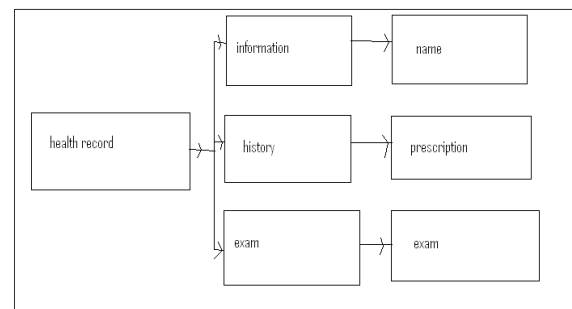 information
name
health record
history
prescription
exam
exam